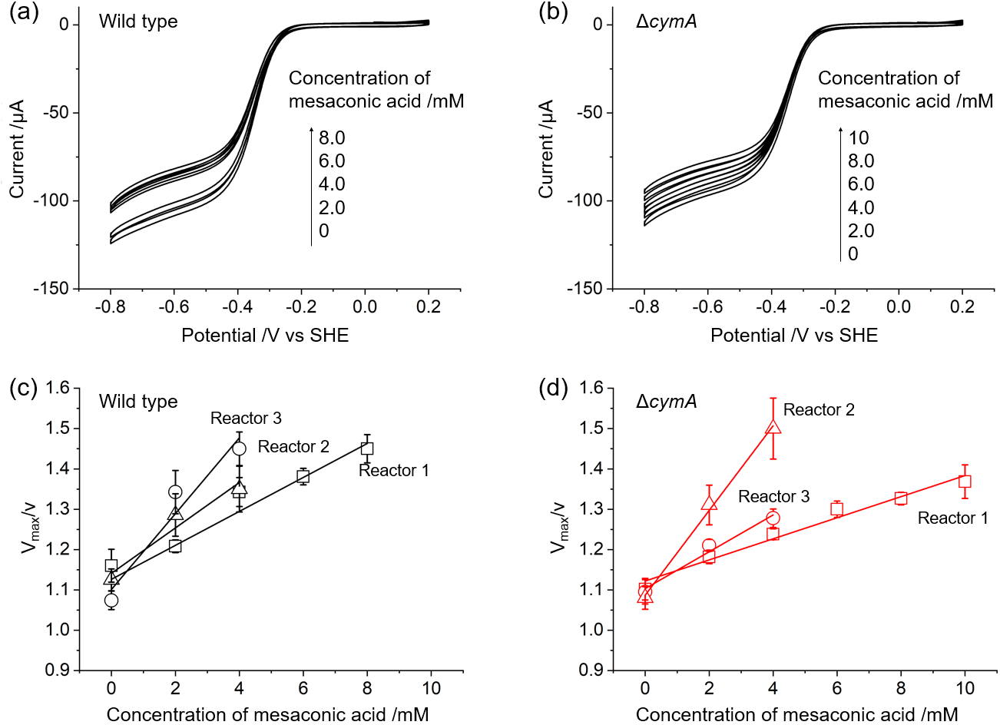 (a)
Wild type
0
-50
-100
-150
Current /μA
Concentration of
mesaconic acid /mM
8.0
6.0
4.0
2.0
0
-0.8
-0.6
-0.4
-0.2
0.0
0.2
Potential /V vs SHE
(b)
ΔcymA
0
-50
-100
-150
Current /μA
Concentration of
mesaconic acid /mM
10
8.0
6.0
4.0
2.0
0
-0.8
-0.6
-0.4
-0.2
0.0
0.2
Potential /V vs SHE
(c)
Wild type
1.6
1.5
1.4
1.3
1.2
1.1
1.0
0.9
Vmax/v
Reactor 3
Reactor 2
Reactor 1
0
2
4
6
8
10
Concentration of mesaconic acid /mM
(d)
ΔcymA
1.6
1.5
1.4
1.3
1.2
1.1
1.0
0.9
Vmax/v
Reactor 2
Reactor 3
Reactor 1
0
2
4
6
8
10
Concentration of mesaconic acid /mM